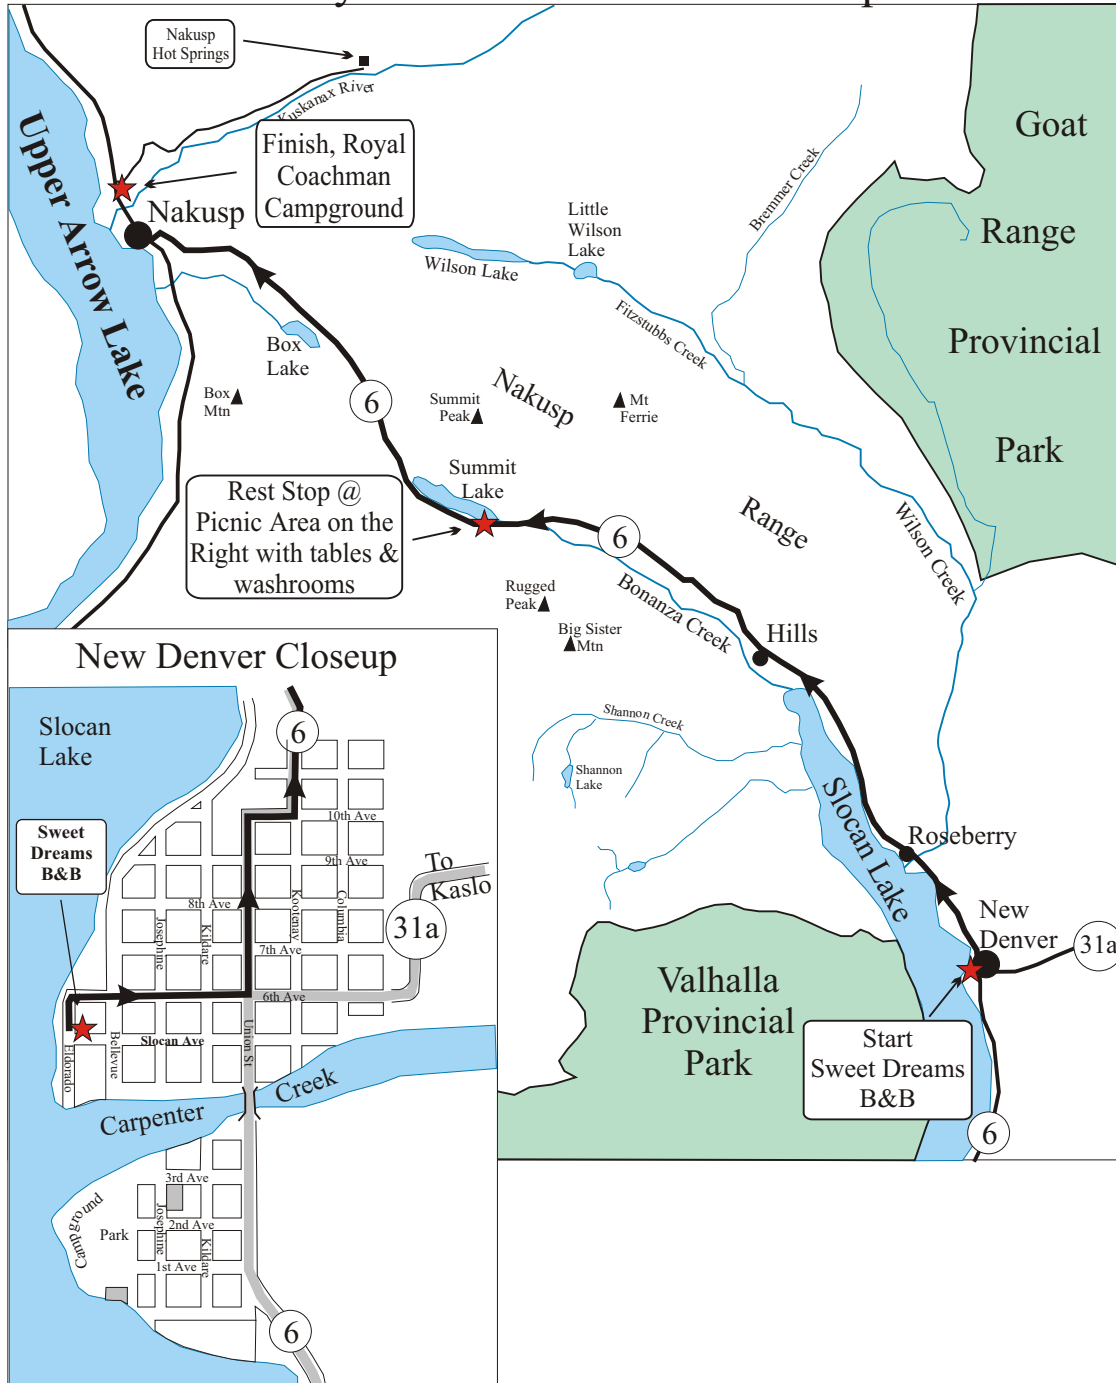 Nakusp
Hot Springs
Kuskanax River
Finish, Royal
Coachman
Campground
Upper Arrow Lake
Nakusp
Goat
Range
Provincial
Park
Bremmer Creek
Little
Wilson
Lake
Wilson Lake
Fitzstubbs Creek
Box
Lake
Box
Mtn
6
Summit
Peak
Nakusp
Range
Mt
Ferrie
Summit
Lake
Rest Stop @
Picnic Area on the
Right with tables &
washrooms
6
Wilson Creek
Rugged
Peak
Bonanza Creek
Big Sister
Mtn
Hills
Shannon Creek
Shannon
Lake
Slocan Lake
Roseberry
New
Denver
31a
Valhalla
Provincial
Park
Start
Sweet Dreams
B&B
6
New Denver Closeup
Slocan
Lake
6
Sweet
Dreams
B&B
10th Ave
9th Ave
To
Kaslo
8th Ave
Josephine
Kildare
Kootenay
Columbia
31a
7th Ave
6th Ave
Eldorado
Bellevue
Slocan Ave
Union St
Carpenter
Creek
3rd Ave
Campground
Park
Josephine
2nd Ave
Kildare
1st Ave
6